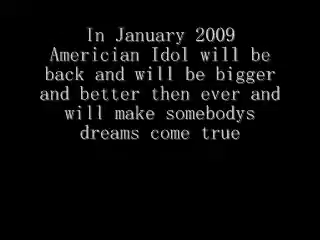 In January 2009
Americian Idol will be
back and will be bigger
and better then ever and
will make somebodys
dreams come true